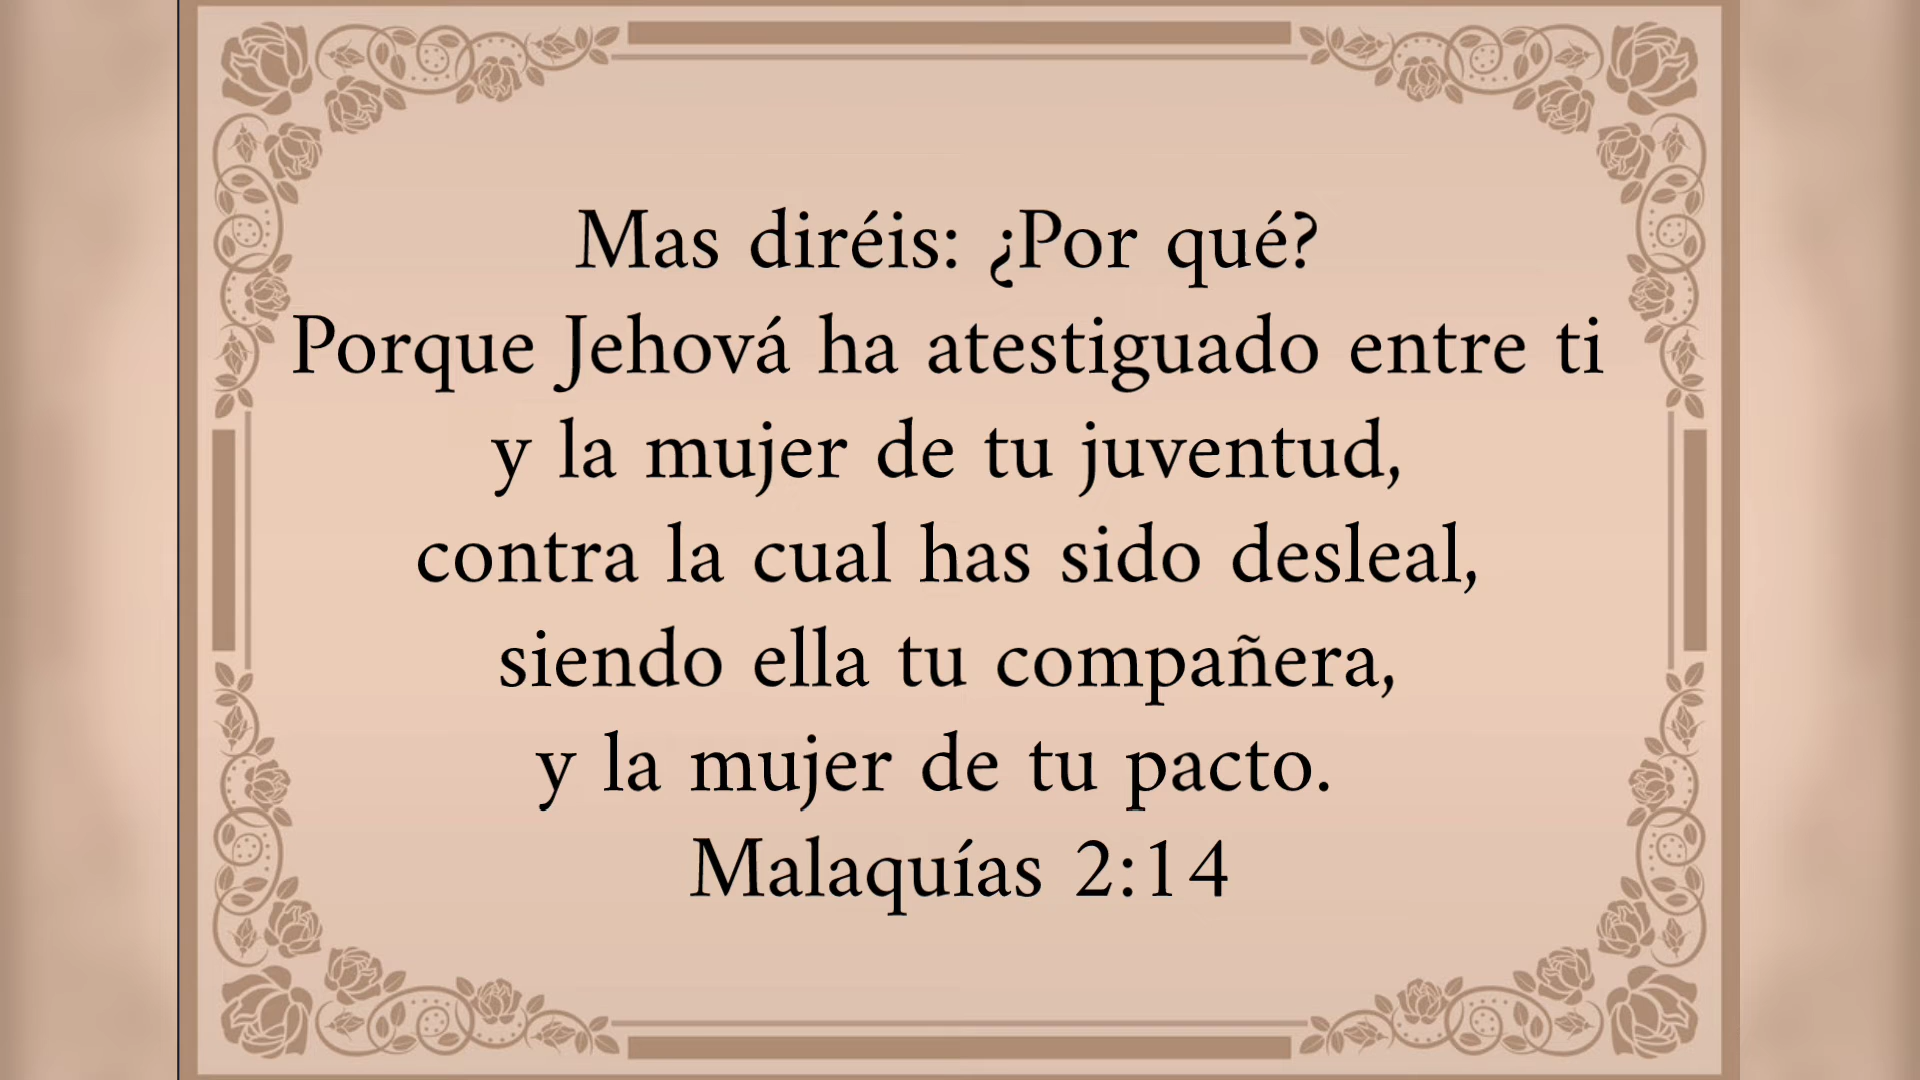 Mas diréis: ¿Por qué?
Porque Jehová ha atestiguado entre ti
y la mujer de tu juventud,
contra la cual has sido desleal,
siendo ella tu compañera,
y la mujer de tu pacto.
Malaquías 2:14